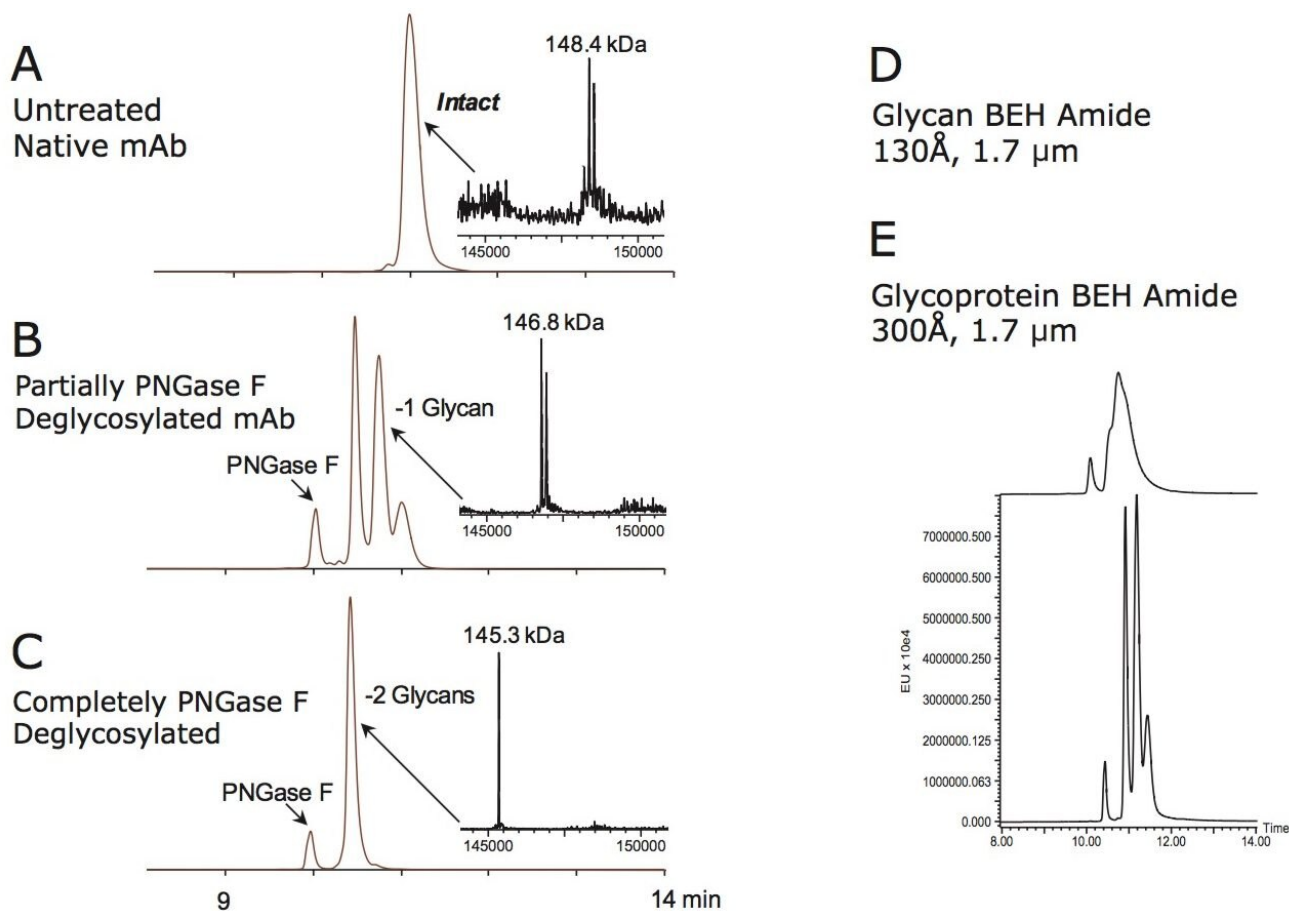 A
Untreated
Native mAb
Intact
148.4 kDa
145000
150000
B
Partially PNGase F
Deglycosylated mAb
PNGase F
-1 Glycan
146.8 kDa
145000
150000
C
Completely PNGase F
Deglycosylated
PNGase F
-2 Glycans
145.3 kDa
145000
150000
9
14 min
D
Glycan BEH Amide
130Å, 1.7 µm
E
Glycoprotein BEH Amide
300Å, 1.7 µm
EU x 10e4
7000000.500
6000000.500
5000000.500
4000000.250
3000000.250
2000000.125
1000000.063
0.000
Time
8.00
10.00
12.00
14.00